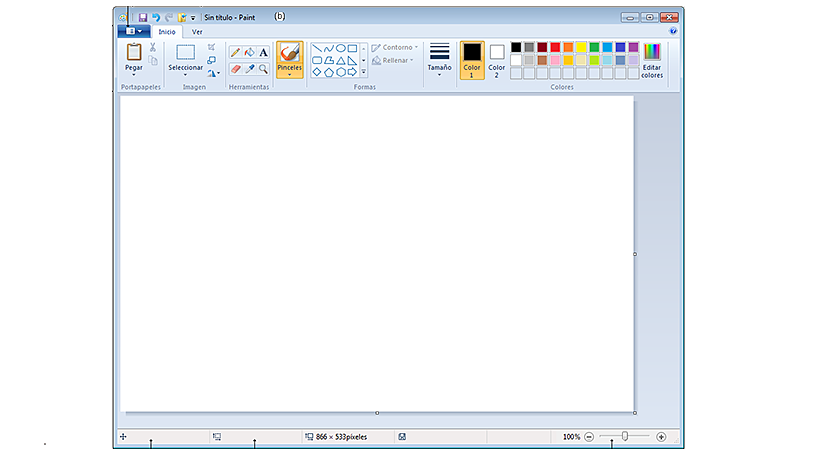 Sin título - Paint (b)
Inicio Ver
Pegar
Seleccionar
A
Pinceles
Contorno
Rellenar
Tamaño
Color 1
Color 2
Editar colores
Portapapeles Imagen Herramientas Formas Colores
866 × 533píxeles
100%